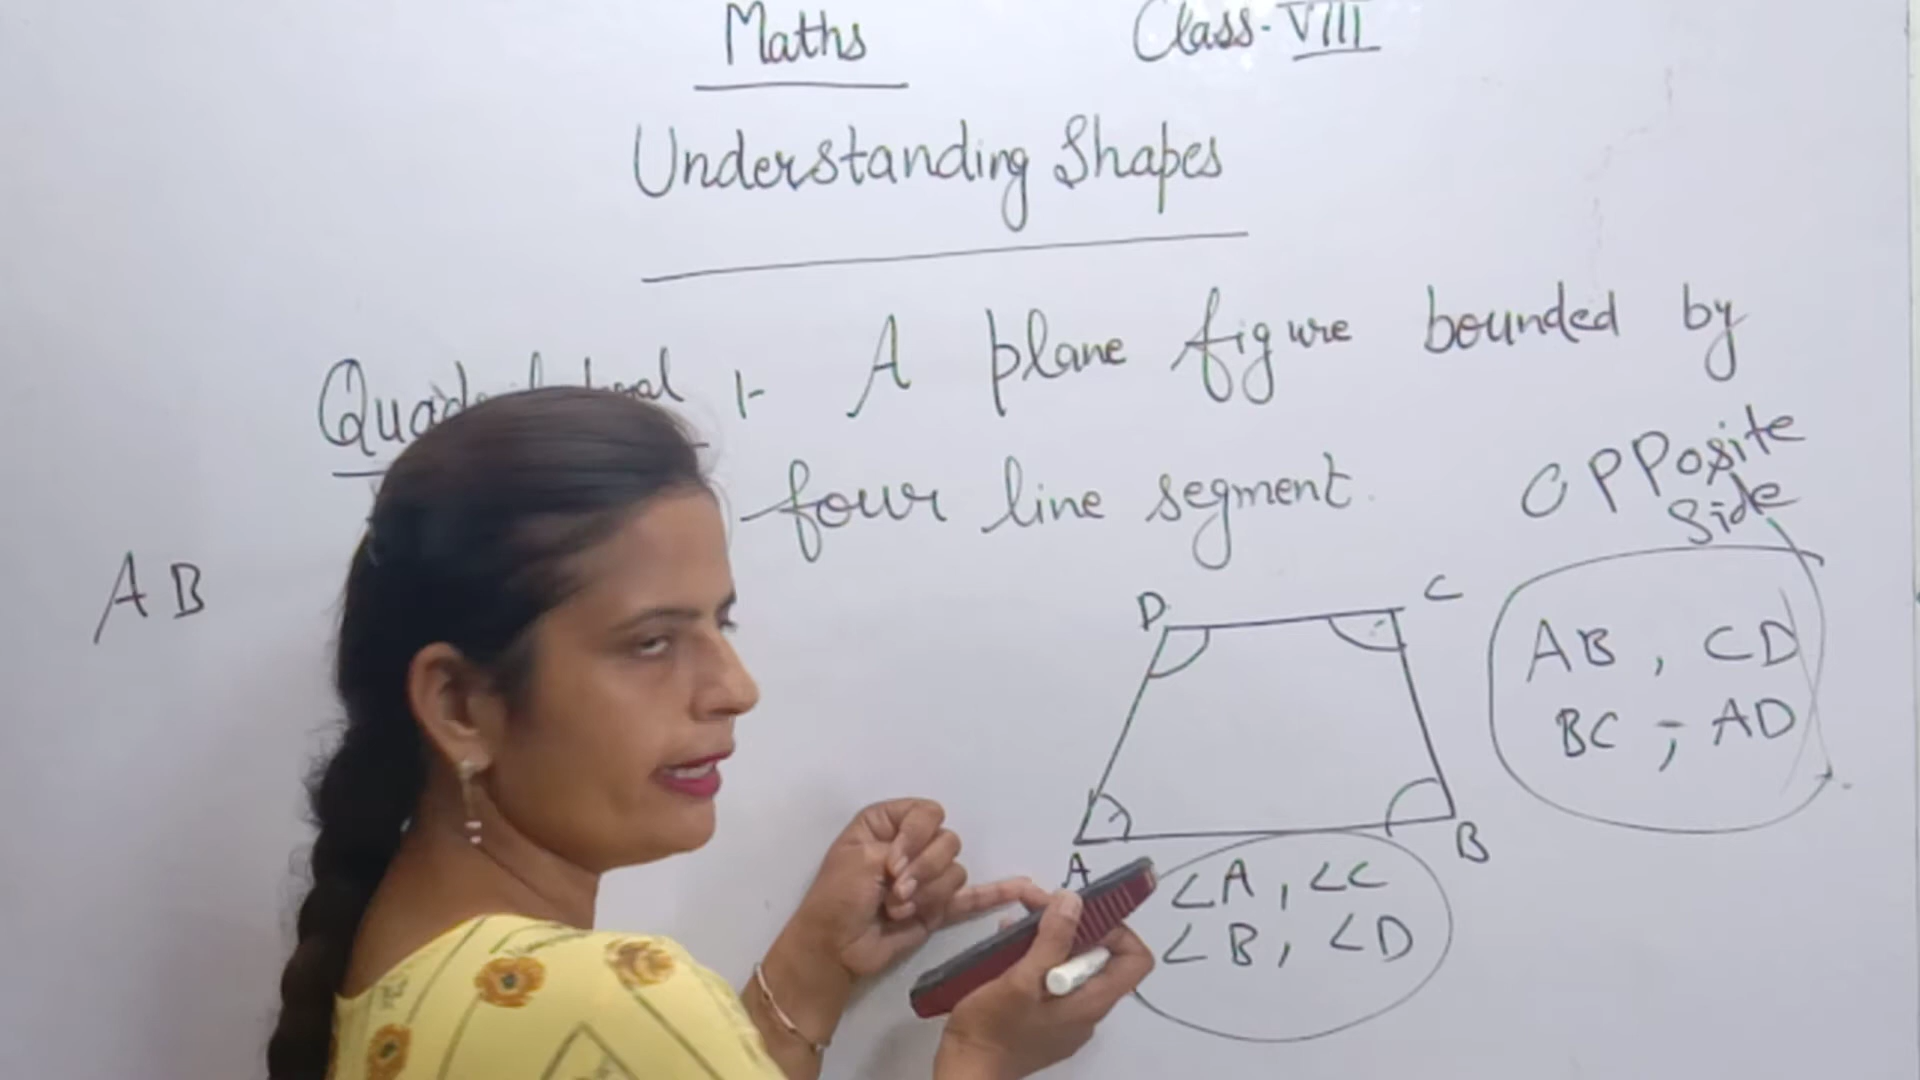 Maths Class-VIII
Understanding Shapes
:- A plane figure bounded by
four line segment.
Opposite
Side
AB
D C
AB, CD
BC, AD
A B
∠A, ∠C
∠B, ∠D